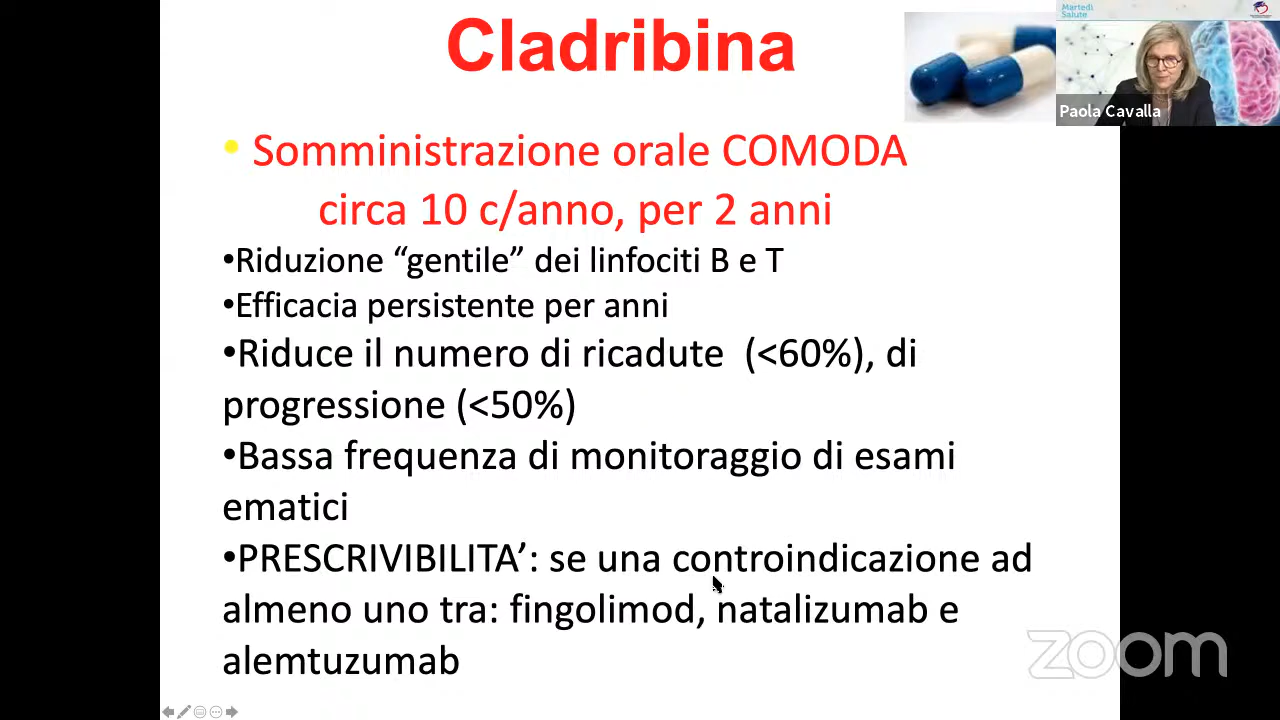 Cladribina
Martedì
Salute
Paola Cavalla
• Somministrazione orale COMODA
circa 10 c/anno, per 2 anni
•Riduzione “gentile” dei linfociti B e T
•Efficacia persistente per anni
•Riduce il numero di ricadute (<60%), di
progressione (<50%)
•Bassa frequenza di monitoraggio di esami
ematici
•PRESCRIVIBILITA’: se una controindicazione ad
almeno uno tra: fingolimod, natalizumab e
alemtuzumab
zoom